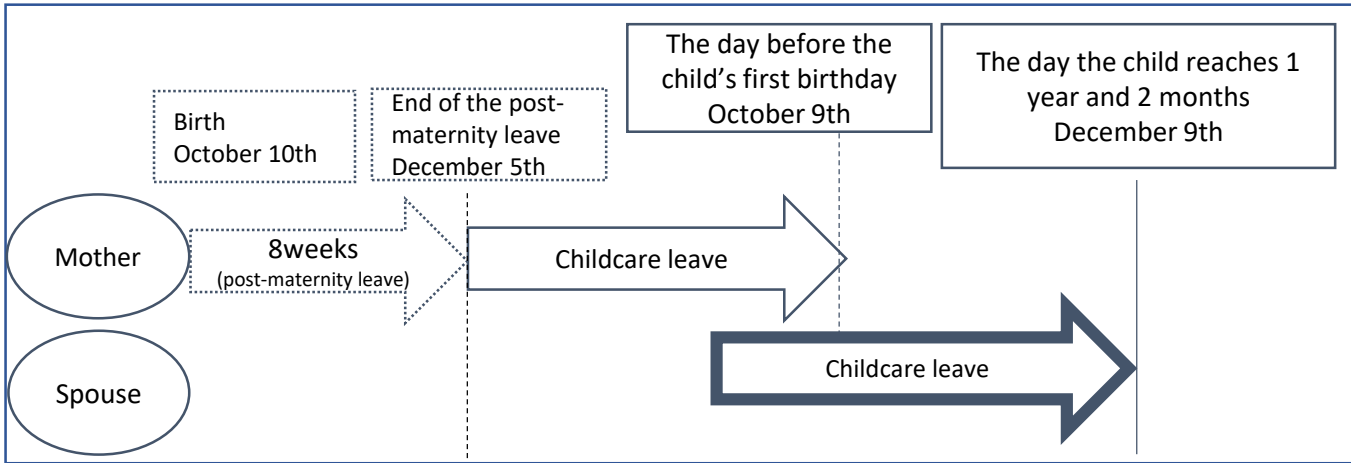 Birth
October 10th
End of the post-
maternity leave
December 5th
The day before the
child’s first birthday
October 9th
The day the child reaches 1
year and 2 months
December 9th
Mother
8weeks
(post-maternity leave)
Childcare leave
Spouse
Childcare leave